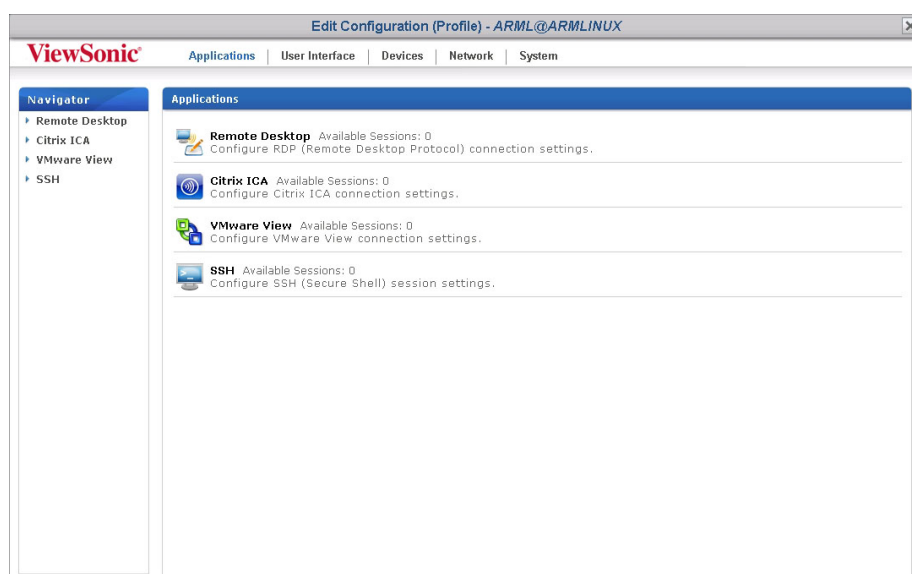 Edit Configuration (Profile) - ARML@ARMLINUX
ViewSonic®
Applications | User Interface | Devices | Network | System
Navigator
Remote Desktop
Citrix ICA
VMware View
SSH
Applications
Remote Desktop Available Sessions: 0
Configure RDP (Remote Desktop Protocol) connection settings.
Citrix ICA Available Sessions: 0
Configure Citrix ICA connection settings.
VMware View Available Sessions: 0
Configure VMware View connection settings.
SSH Available Sessions: 0
Configure SSH (Secure Shell) session settings.